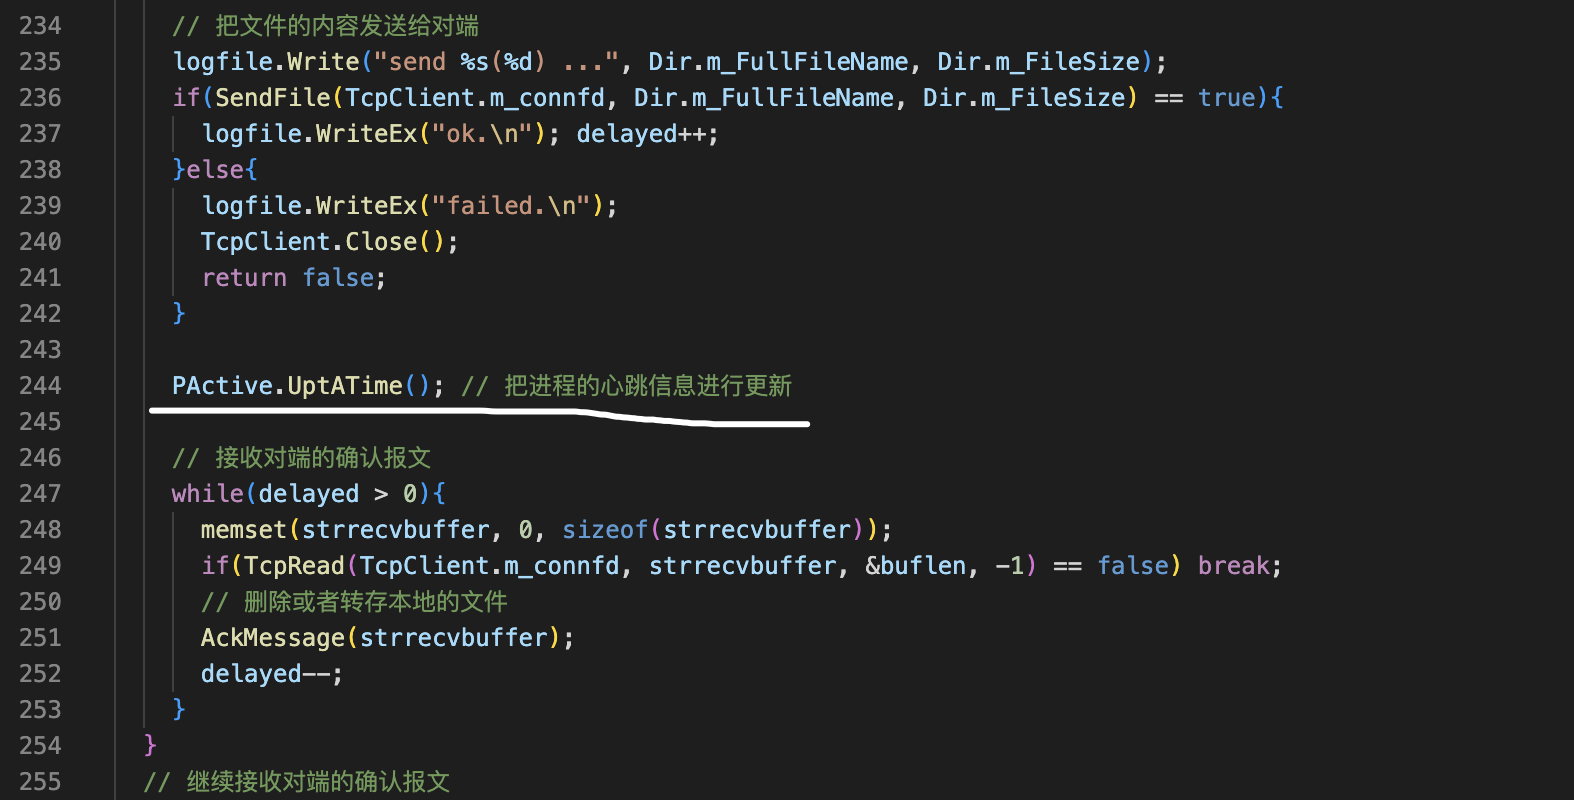 234 // 把文件的内容发送给对端
235 logfile.Write("send %s(%d) ...", Dir.m_FullFileName, Dir.m_FileSize);
236 if(SendFile(TcpClient.m_connfd, Dir.m_FullFileName, Dir.m_FileSize) == true){
237 logfile.WriteEx("ok.\n"); delayed++;
238 }else{
239 logfile.WriteEx("failed.\n");
240 TcpClient.Close();
241 return false;
242 }
243
244 PActive.UptATime(); // 把进程的心跳信息进行更新
245
246 // 接收对端的确认报文
247 while(delayed > 0){
248 memset(strrecvbuffer, 0, sizeof(strrecvbuffer));
249 if(TcpRead(TcpClient.m_connfd, strrecvbuffer, &buflen, -1) == false) break;
250 // 删除或者转存本地的文件
251 AckMessage(strrecvbuffer);
252 delayed--;
253 }
254 }
255 // 继续接收对端的确认报文